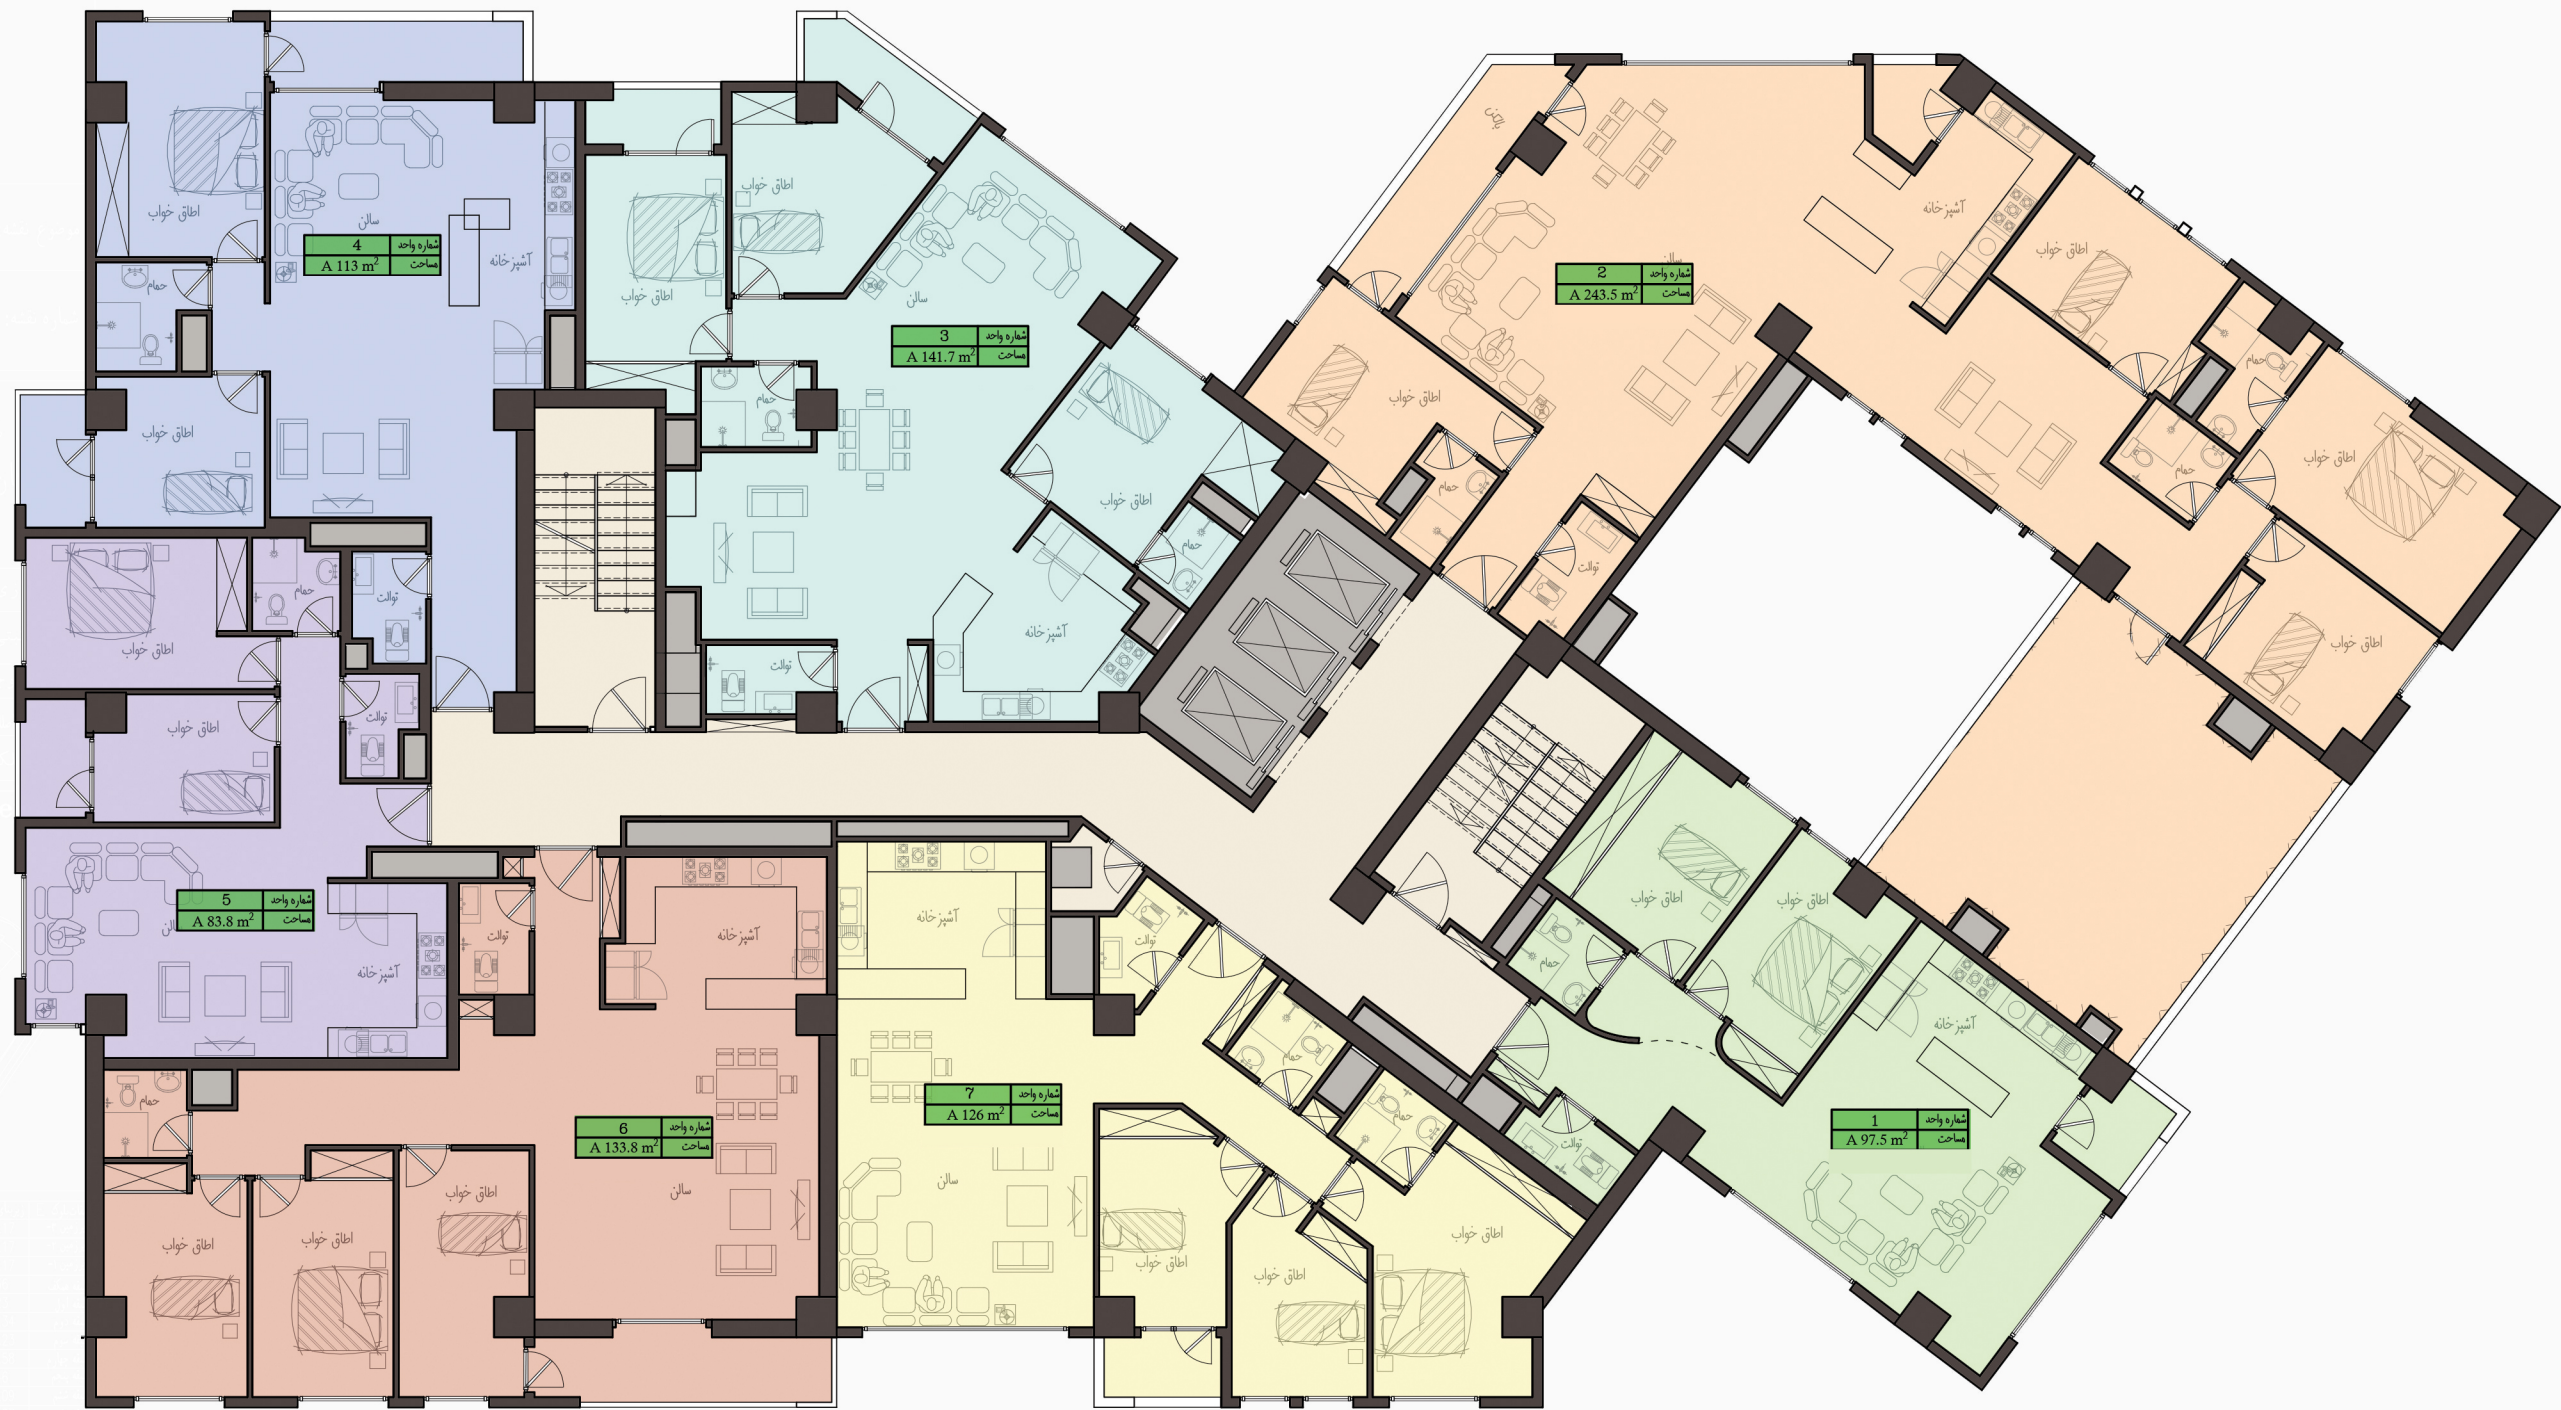 اطاق خواب
سالن
4 شماره واحد
A 113 m² مساحت
آشپزخانه
حمام
اطاق خواب
توالت
اطاق خواب
اطاق خواب
سالن
3 شماره واحد
A 141.7 m² مساحت
حمام
اطاق خواب
حمام
آشپزخانه
توالت
بالکن
آشپزخانه
سالن
2 شماره واحد
A 243.5 m² مساحت
اطاق خواب
اطاق خواب
حمام
حمام
اطاق خواب
حمام
توالت
اطاق خواب
حمام
اطاق خواب
توالت
اطاق خواب
5 شماره واحد
A 83.8 m² مساحت
آشپزخانه
توالت
آشپزخانه
حمام
6 شماره واحد
A 133.8 m² مساحت
سالن
اطاق خواب
اطاق خواب
اطاق خواب
آشپزخانه
توالت
حمام
7 شماره واحد
A 126 m² مساحت
حمام
سالن
اطاق خواب
اطاق خواب
اطاق خواب
اطاق خواب
اطاق خواب
حمام
آشپزخانه
1 شماره واحد
A 97.5 m² مساحت
توالت